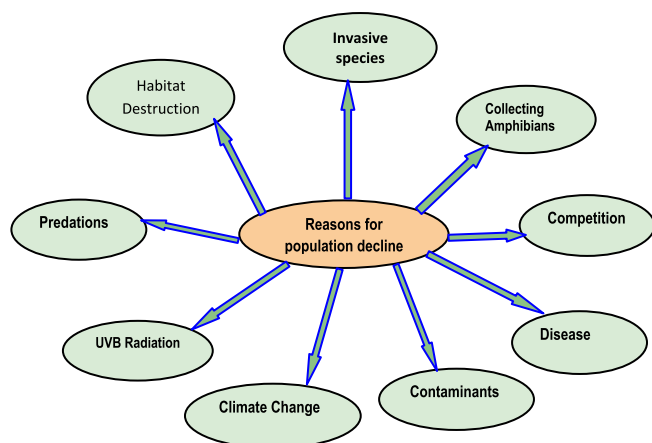 Invasive
species
Habitat
Destruction
Collecting
Amphibians
Predations
Reasons for
population decline
Competition
UVB Radiation
Disease
Climate Change
Contaminants